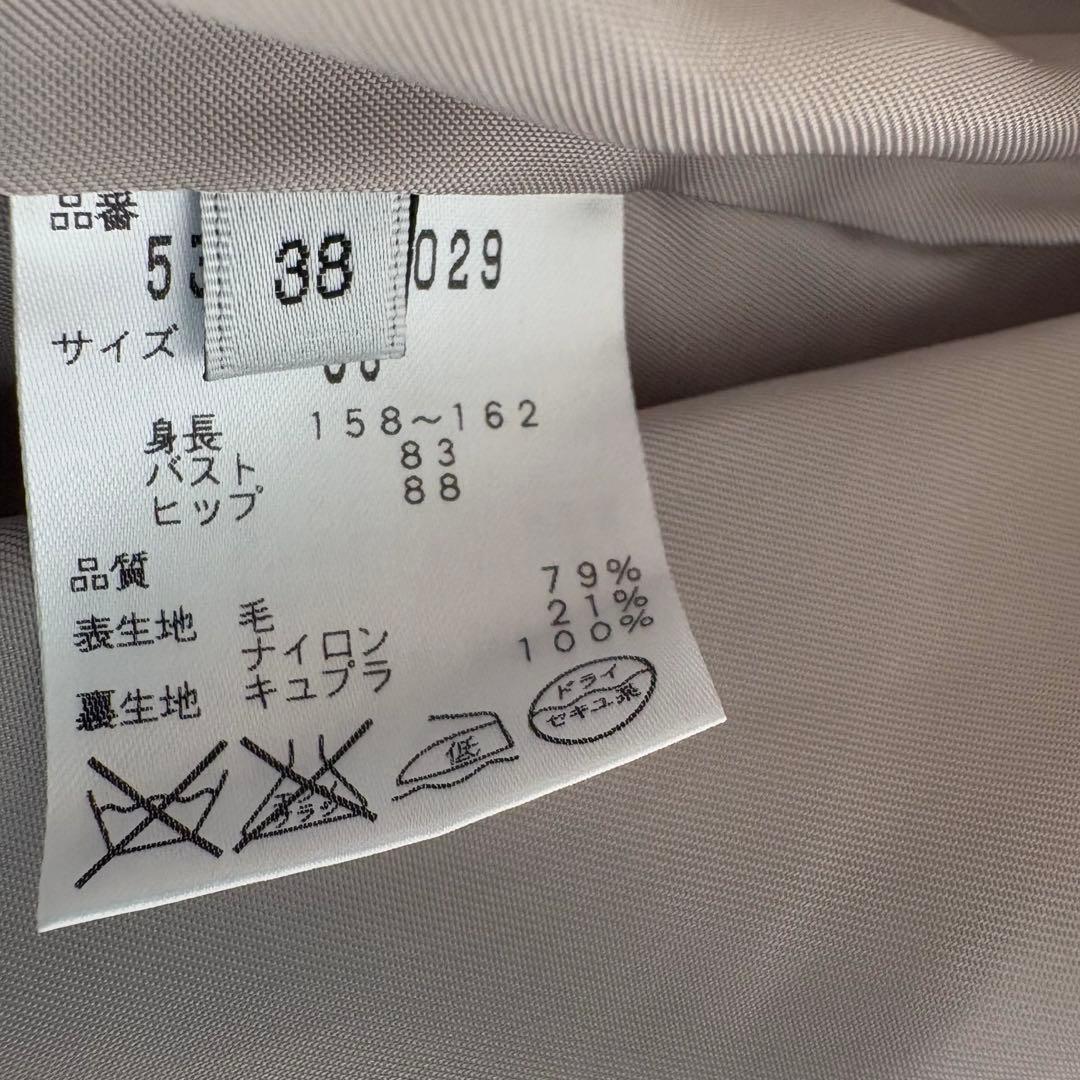 品番
38
029
サイズ
身長 158～162
バスト 83
ヒップ 88
品質
表生地 毛 79%
ナイロン 21%
裏生地 キュプラ 100%
低
ドライ
セキユ系